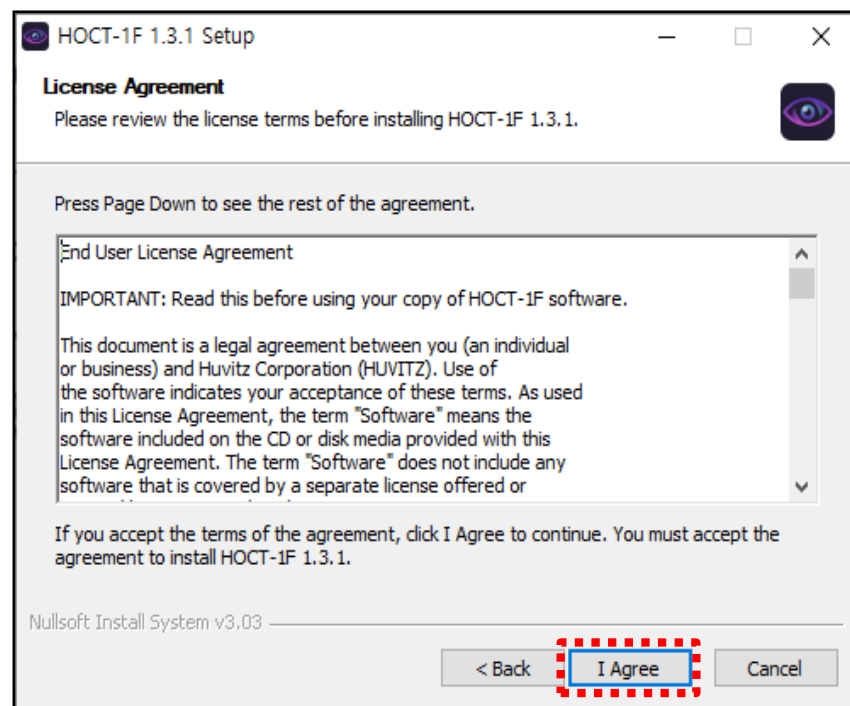 HOCT-1F 1.3.1 Setup
License Agreement
Please review the license terms before installing HOCT-1F 1.3.1.
Press Page Down to see the rest of the agreement.
End User License Agreement
IMPORTANT: Read this before using your copy of HOCT-1F software.
This document is a legal agreement between you (an individual
or business) and Huvitz Corporation (HUVITZ). Use of
the software indicates your acceptance of these terms. As used
in this License Agreement, the term "Software" means the
software included on the CD or disk media provided with this
License Agreement. The term "Software" does not include any
software that is covered by a separate license offered or
If you accept the terms of the agreement, click I Agree to continue. You must accept the
agreement to install HOCT-1F 1.3.1.
Nullsoft Install System v3.03
< Back I Agree Cancel